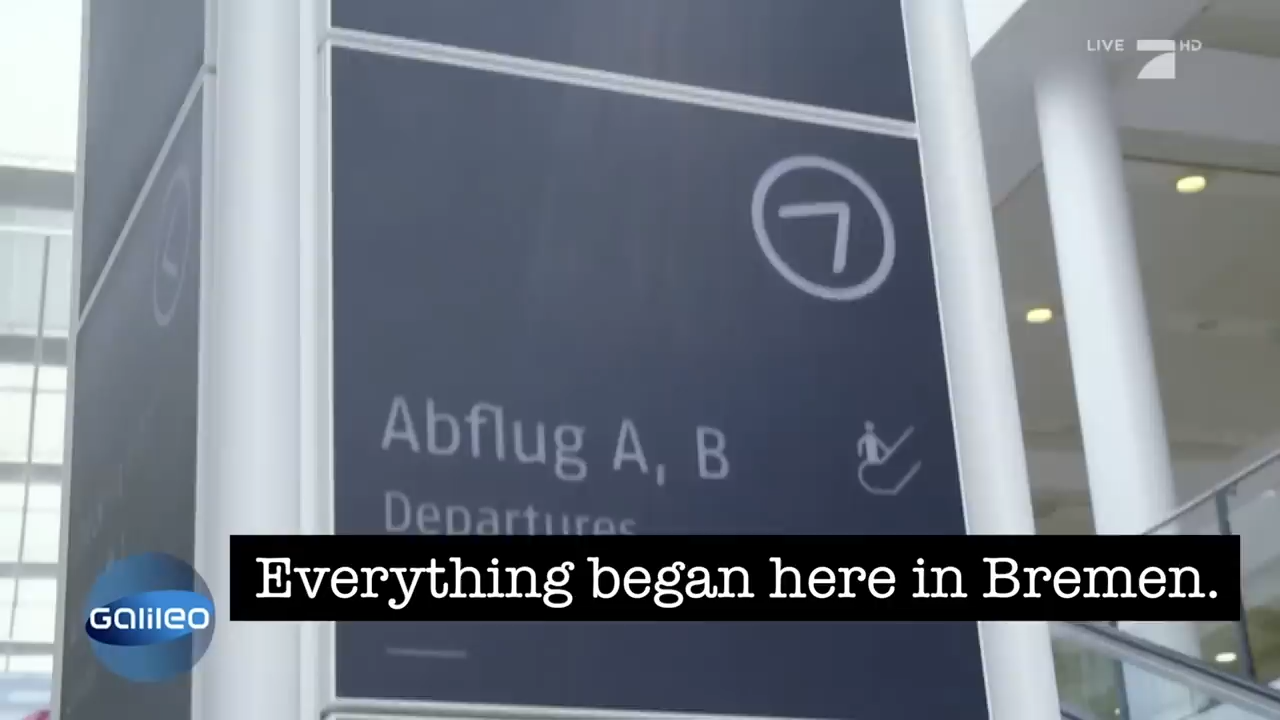 LIVE HD
Abflug A, B
Departures
Everything began here in Bremen.
Galileo